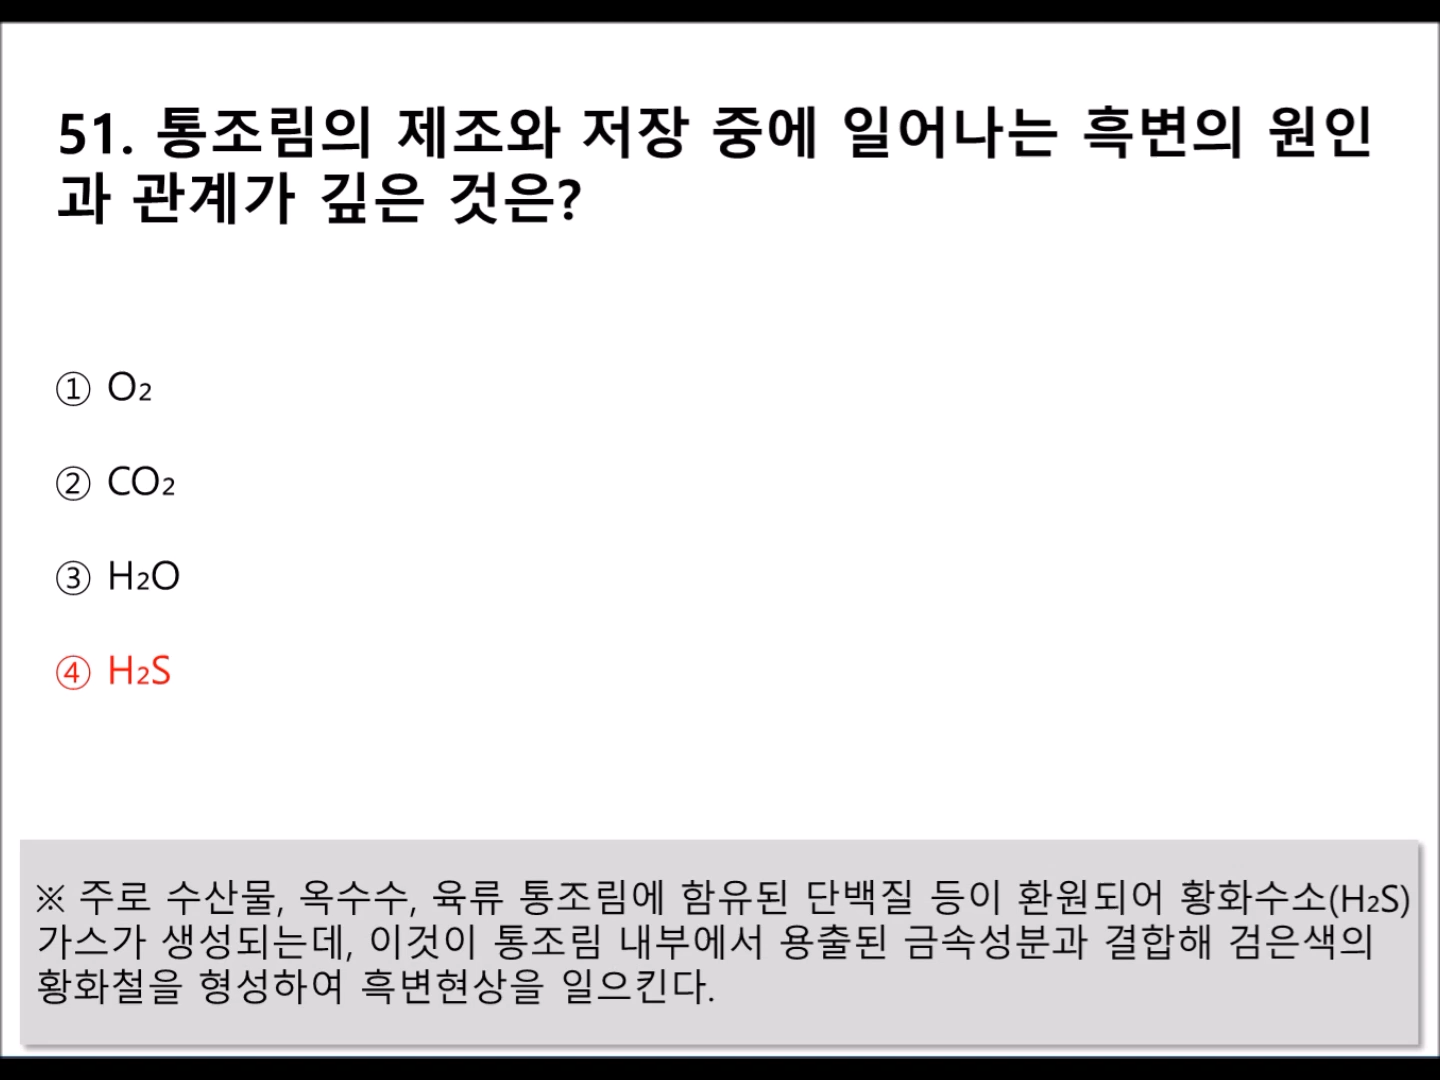 51. 통조림의 제조와 저장 중에 일어나는 흑변의 원인
과 관계가 깊은 것은?
① O₂
② CO₂
③ H₂O
④ H₂S
※ 주로 수산물, 옥수수, 육류 통조림에 함유된 단백질 등이 환원되어 황화수소(H₂S)
가스가 생성되는데, 이것이 통조림 내부에서 용출된 금속성분과 결합해 검은색의
황화철을 형성하여 흑변현상을 일으킨다.